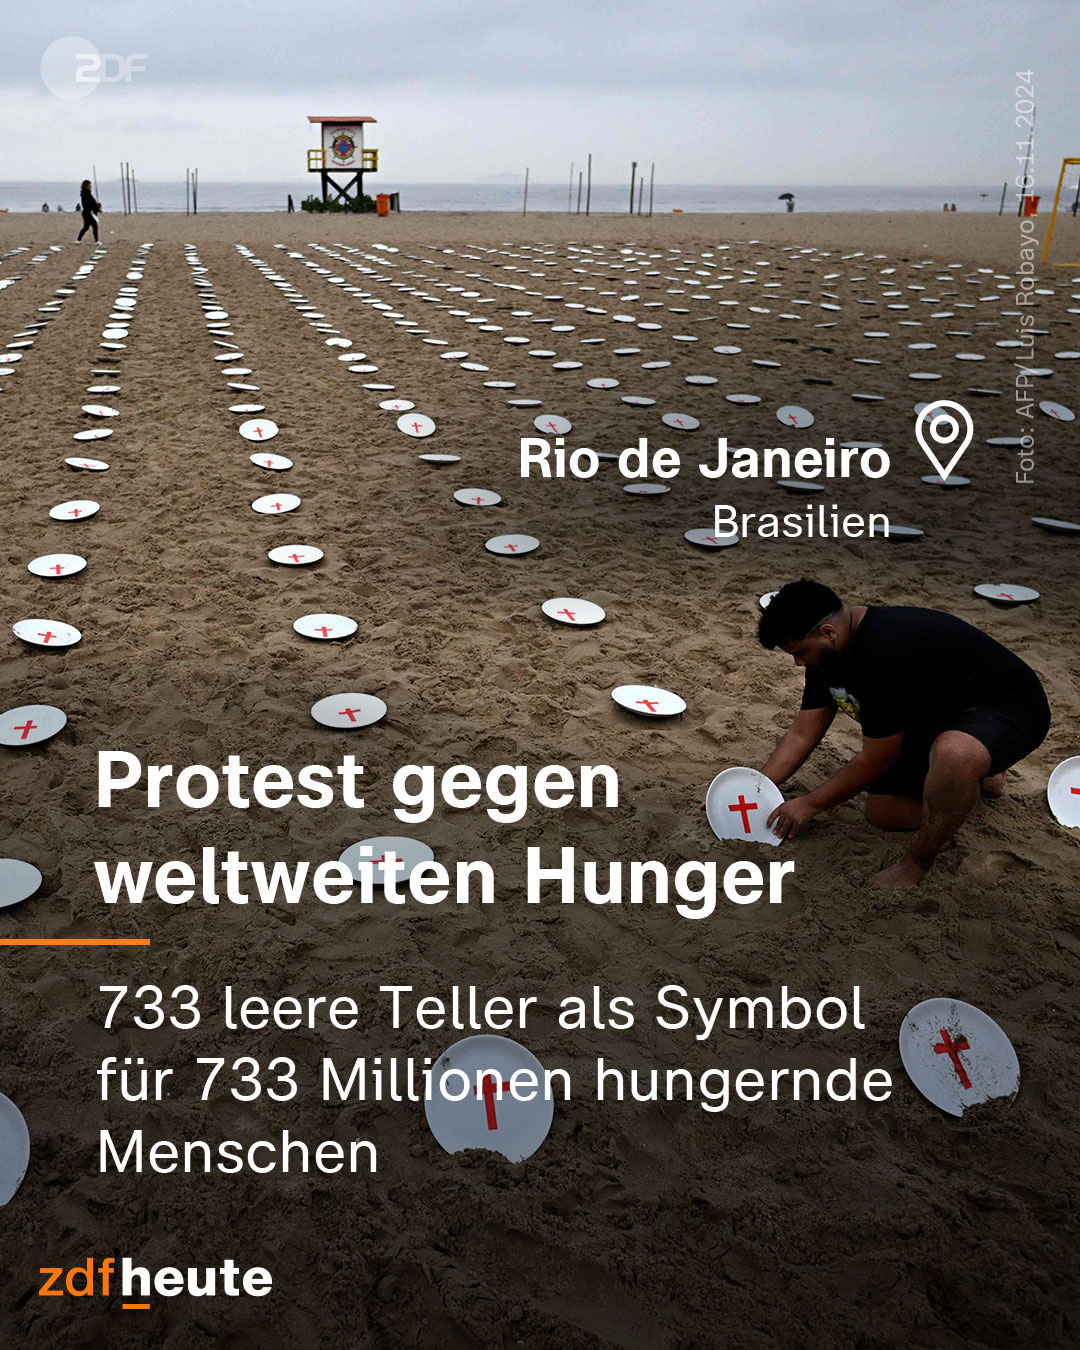 ZDF
Foto: AFP/Luis Robayo, 16.11.2024
Rio de Janeiro
Brasilien
Protest gegen
weltweiten Hunger
733 leere Teller als Symbol
für 733 Millionen hungernde
Menschen
zdfheute